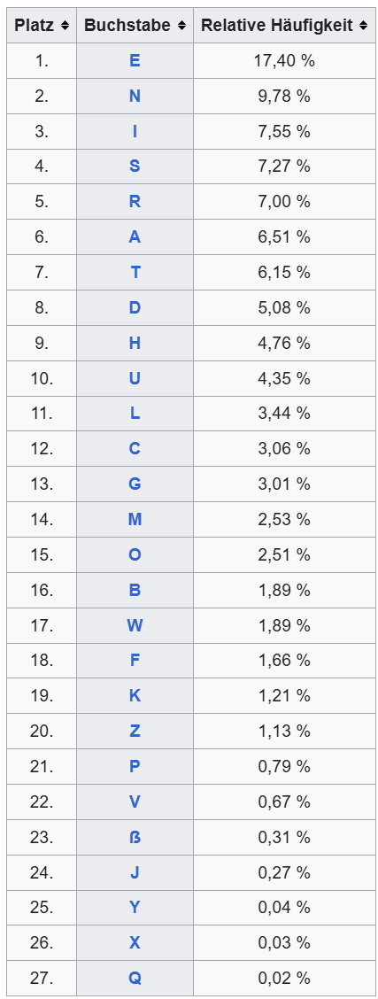 Platz Buchstabe Relative Häufigkeit
1. E 17,40 %
2. N 9,78 %
3. I 7,55 %
4. S 7,27 %
5. R 7,00 %
6. A 6,51 %
7. T 6,15 %
8. D 5,08 %
9. H 4,76 %
10. U 4,35 %
11. L 3,44 %
12. C 3,06 %
13. G 3,01 %
14. M 2,53 %
15. O 2,51 %
16. B 1,89 %
17. W 1,89 %
18. F 1,66 %
19. K 1,21 %
20. Z 1,13 %
21. P 0,79 %
22. V 0,67 %
23. ẞ 0,31 %
24. J 0,27 %
25. Y 0,04 %
26. X 0,03 %
27. Q 0,02 %